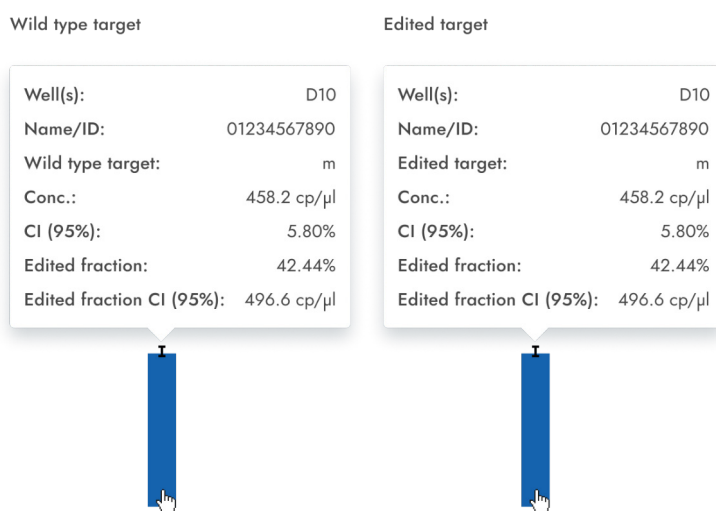 Wild type target
Well(s): D10
Name/ID: 01234567890
Wild type target: m
Conc.: 458.2 cp/µl
CI (95%): 5.80%
Edited fraction: 42.44%
Edited fraction CI (95%): 496.6 cp/µl
Edited target
Well(s): D10
Name/ID: 01234567890
Edited target: m
Conc.: 458.2 cp/µl
CI (95%): 5.80%
Edited fraction: 42.44%
Edited fraction CI (95%): 496.6 cp/µl